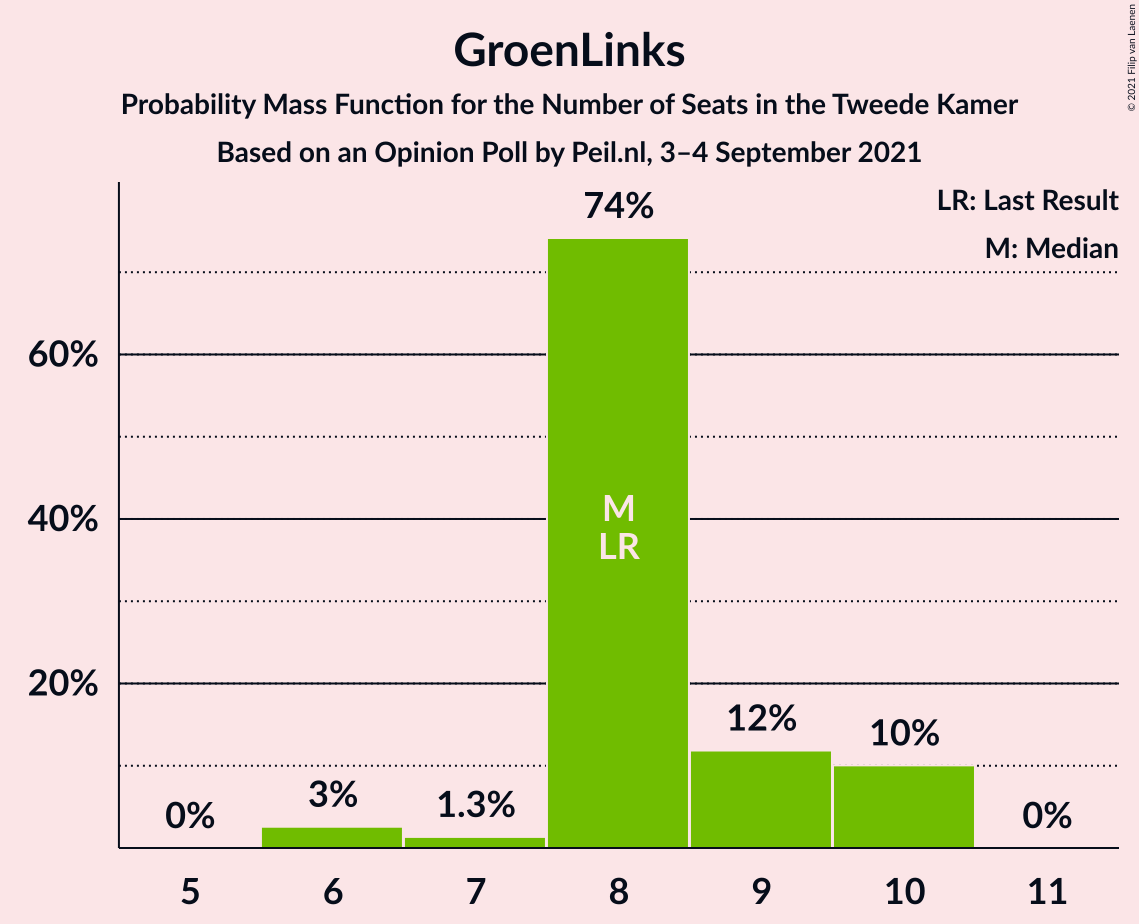 GroenLinks
Probability Mass Function for the Number of Seats in the Tweede Kamer
Based on an Opinion Poll by Peil.nl, 3–4 September 2021
© 2021 Filip van Laenen
LR: Last Result
M: Median
60%
40%
20%
0%
3%
1.3%
74%
12%
10%
0%
M
LR
5
6
7
8
9
10
11